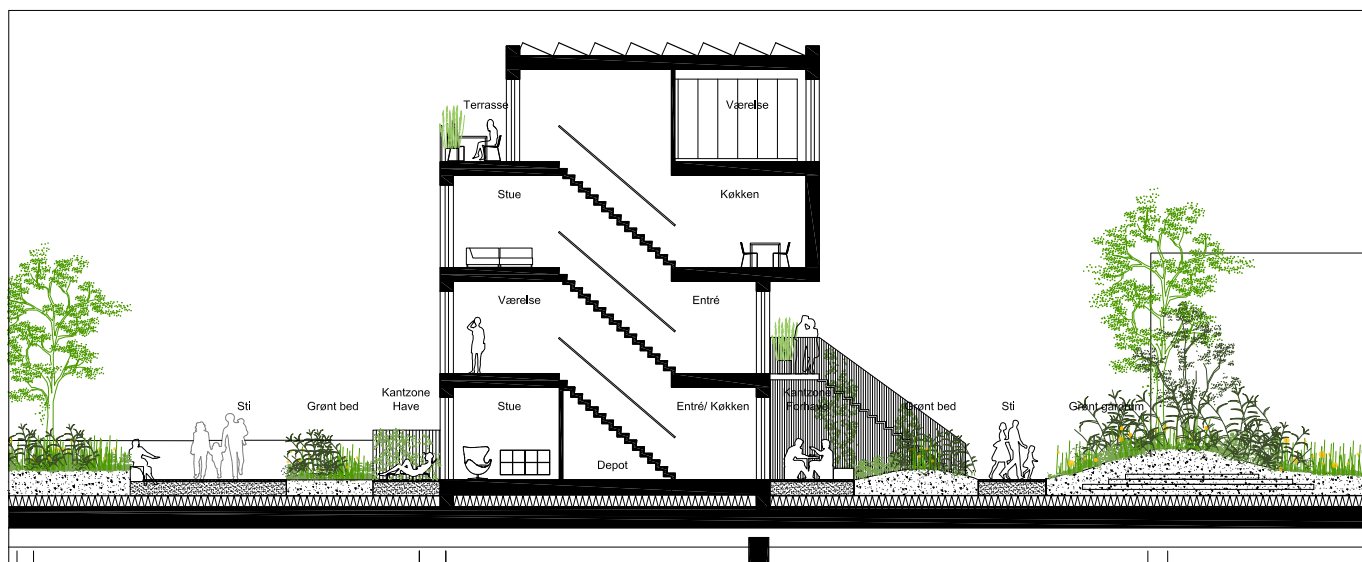 Terrasse
Værelse
Stue
Køkken
Værelse
Entré
Sti
Grønt bed
Kantzone
Have
Stue
Depot
Entré/ Køkken
Kantzone
Forhave
Grønt bed
Sti
Grønt gårdrum